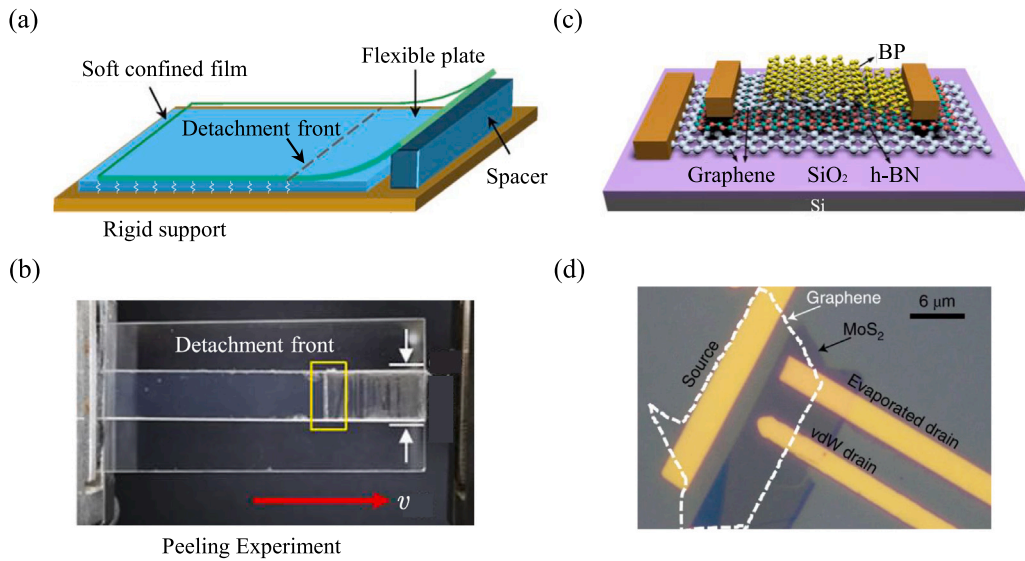 (a)
Soft confined film
Flexible plate
Detachment front
Spacer
Rigid support
(b)
Detachment front
v
Peeling Experiment
(c)
BP
Graphene
SiO₂
h-BN
Si
(d)
6 μm
Graphene
MoS₂
Source
Evaporated drain
vdW drain